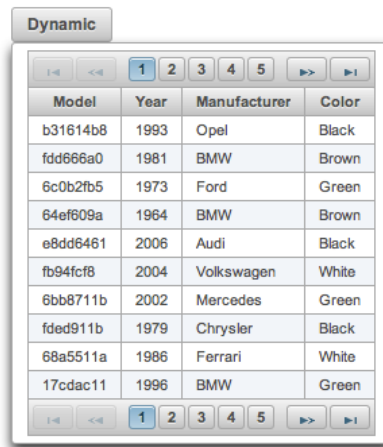 Dynamic
1 2 3 4 5
Model Year Manufacturer Color
b31614b8 1993 Opel Black
fdd666a0 1981 BMW Brown
6c0b2fb5 1973 Ford Green
64ef609a 1964 BMW Brown
e8dd6461 2006 Audi Black
fb94fcf8 2004 Volkswagen White
6bb8711b 2002 Mercedes Green
fded911b 1979 Chrysler Black
68a5511a 1986 Ferrari White
17cdac11 1996 BMW Green
1 2 3 4 5